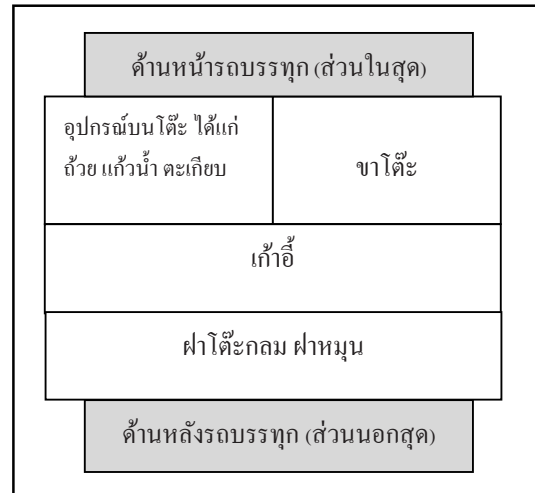 ด้านหน้ารถบรรทุก (ส่วนในสุด)
อุปกรณ์บนโต๊ะ ได้แก่
ถ้วย แก้วน้ำ ตะเกียบ
ขาโต๊ะ
เก้าอี้
ฝาโต๊ะกลม ฝาหมุน
ด้านหลังรถบรรทุก (ส่วนนอกสุด)